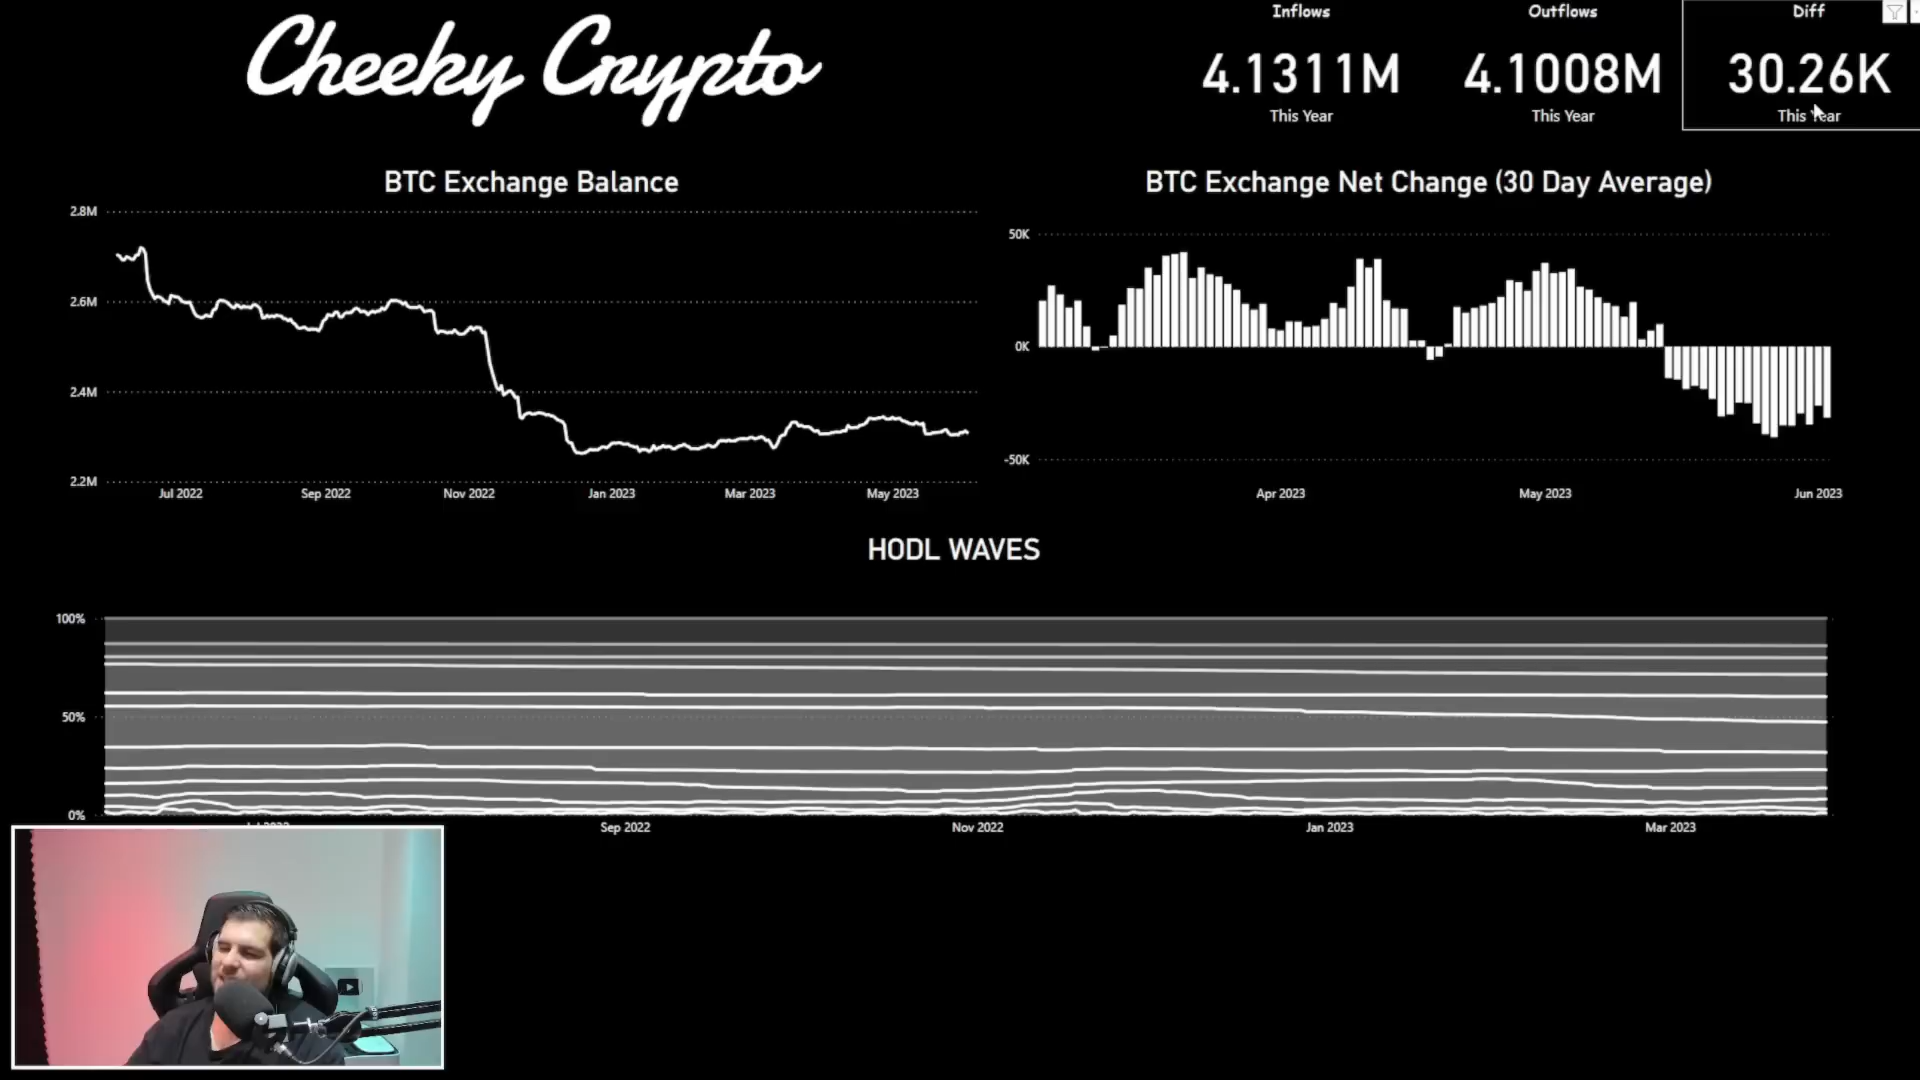 Cheeky Crypto
Inflows
4.1311M
This Year
Outflows
4.1008M
This Year
Diff
30.26K
This Year
BTC Exchange Balance
2.8M
2.6M
2.4M
2.2M
Jul 2022 Sep 2022 Nov 2022 Jan 2023 Mar 2023 May 2023
BTC Exchange Net Change (30 Day Average)
50K
0K
-50K
Apr 2023 May 2023 Jun 2023
HODL WAVES
100%
50%
0%
Jul 2022 Sep 2022 Nov 2022 Jan 2023 Mar 2023